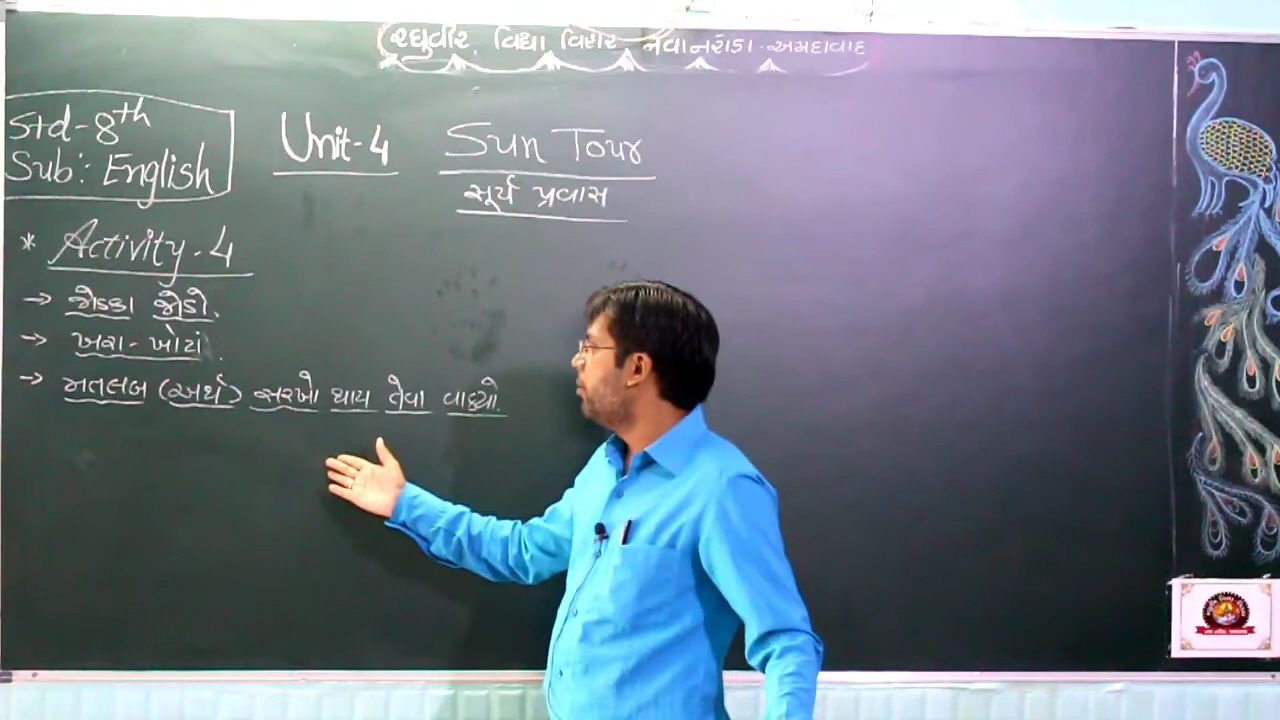 રઘુવીર વિદ્યા વિહાર નવાનરોડા. અમદાવાદ
Std-8th
Sub: English
Unit-4 Sun Tour
સૂર્ય પ્રવાસ
* Activity-4
→ જોડકા જોડો.
→ ખરા-ખોટાં.
→ મતલબ (અર્થ) સરખો થાય તેવા વાક્યો.